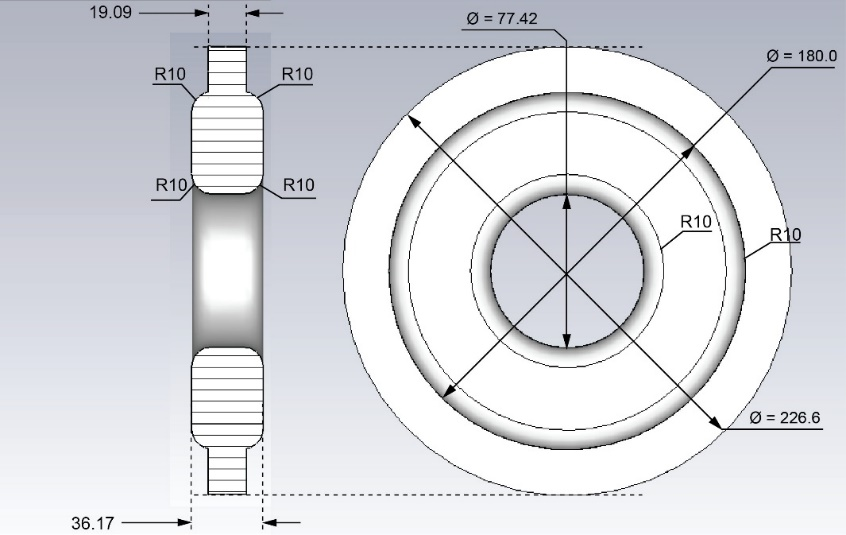 19.09
Ø = 77.42
Ø = 180.0
R10
R10
R10
R10
R10
R10
Ø = 226.6
36.17